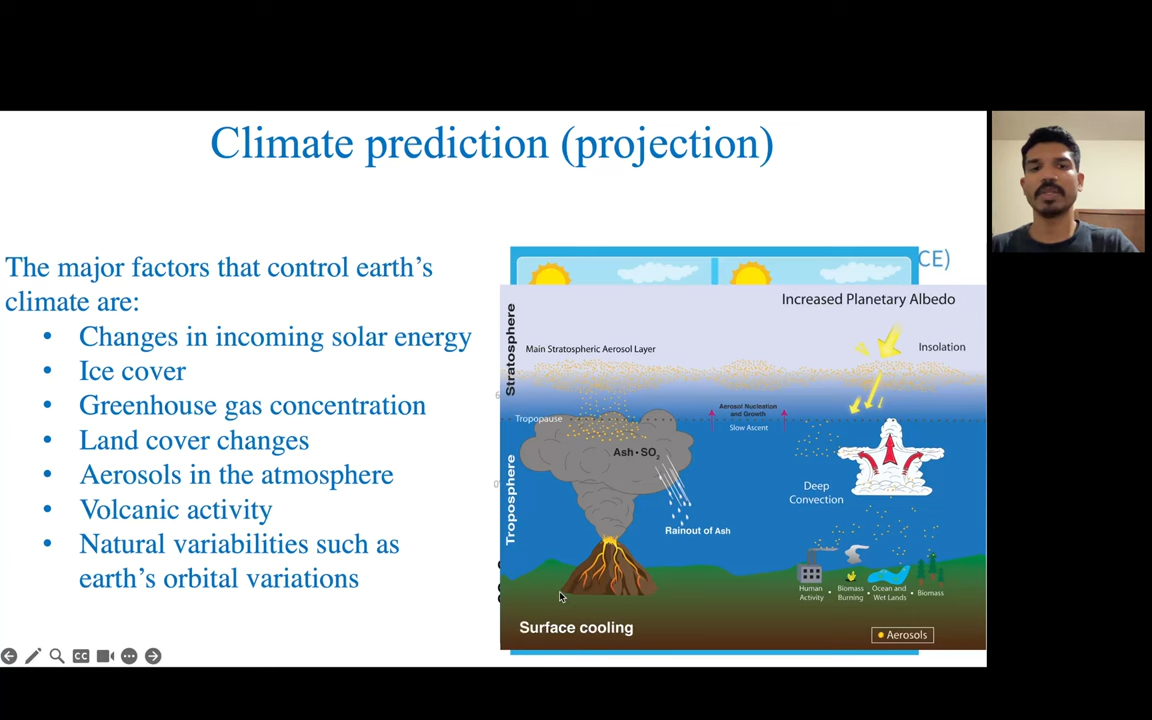 Climate prediction (projection)
The major factors that control earth's
climate are:
• Changes in incoming solar energy
• Ice cover
• Greenhouse gas concentration
• Land cover changes
• Aerosols in the atmosphere
• Volcanic activity
• Natural variabilities such as
earth's orbital variations
CE)
Stratosphere
Increased Planetary Albedo
Main Stratospheric Aerosol Layer
Insolation
Tropopause
Aerosol Nucleation
and Growth
Slow Ascent
Ash • SO₂
Troposphere
Deep
Convection
Rainout of Ash
Human
Activity
•
Biomass
Burning
•
Ocean and
Wet Lands
•
Biomass
Surface cooling
Aerosols
CC